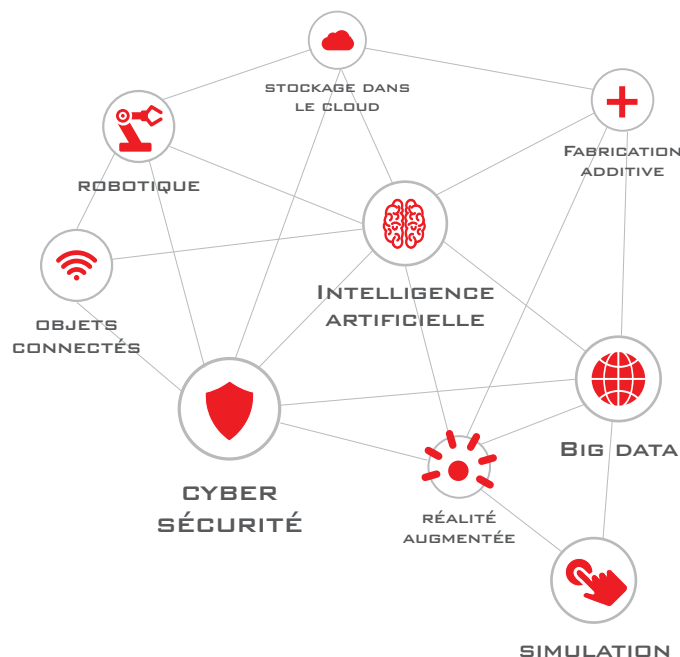 STOCKAGE DANS
LE CLOUD
FABRICATION
ADDITIVE
ROBOTIQUE
INTELLIGENCE
ARTIFICIELLE
OBJETS
CONNECTÉS
BIG DATA
CYBER
SÉCURITÉ
RÉALITÉ
AUGMENTÉE
SIMULATION